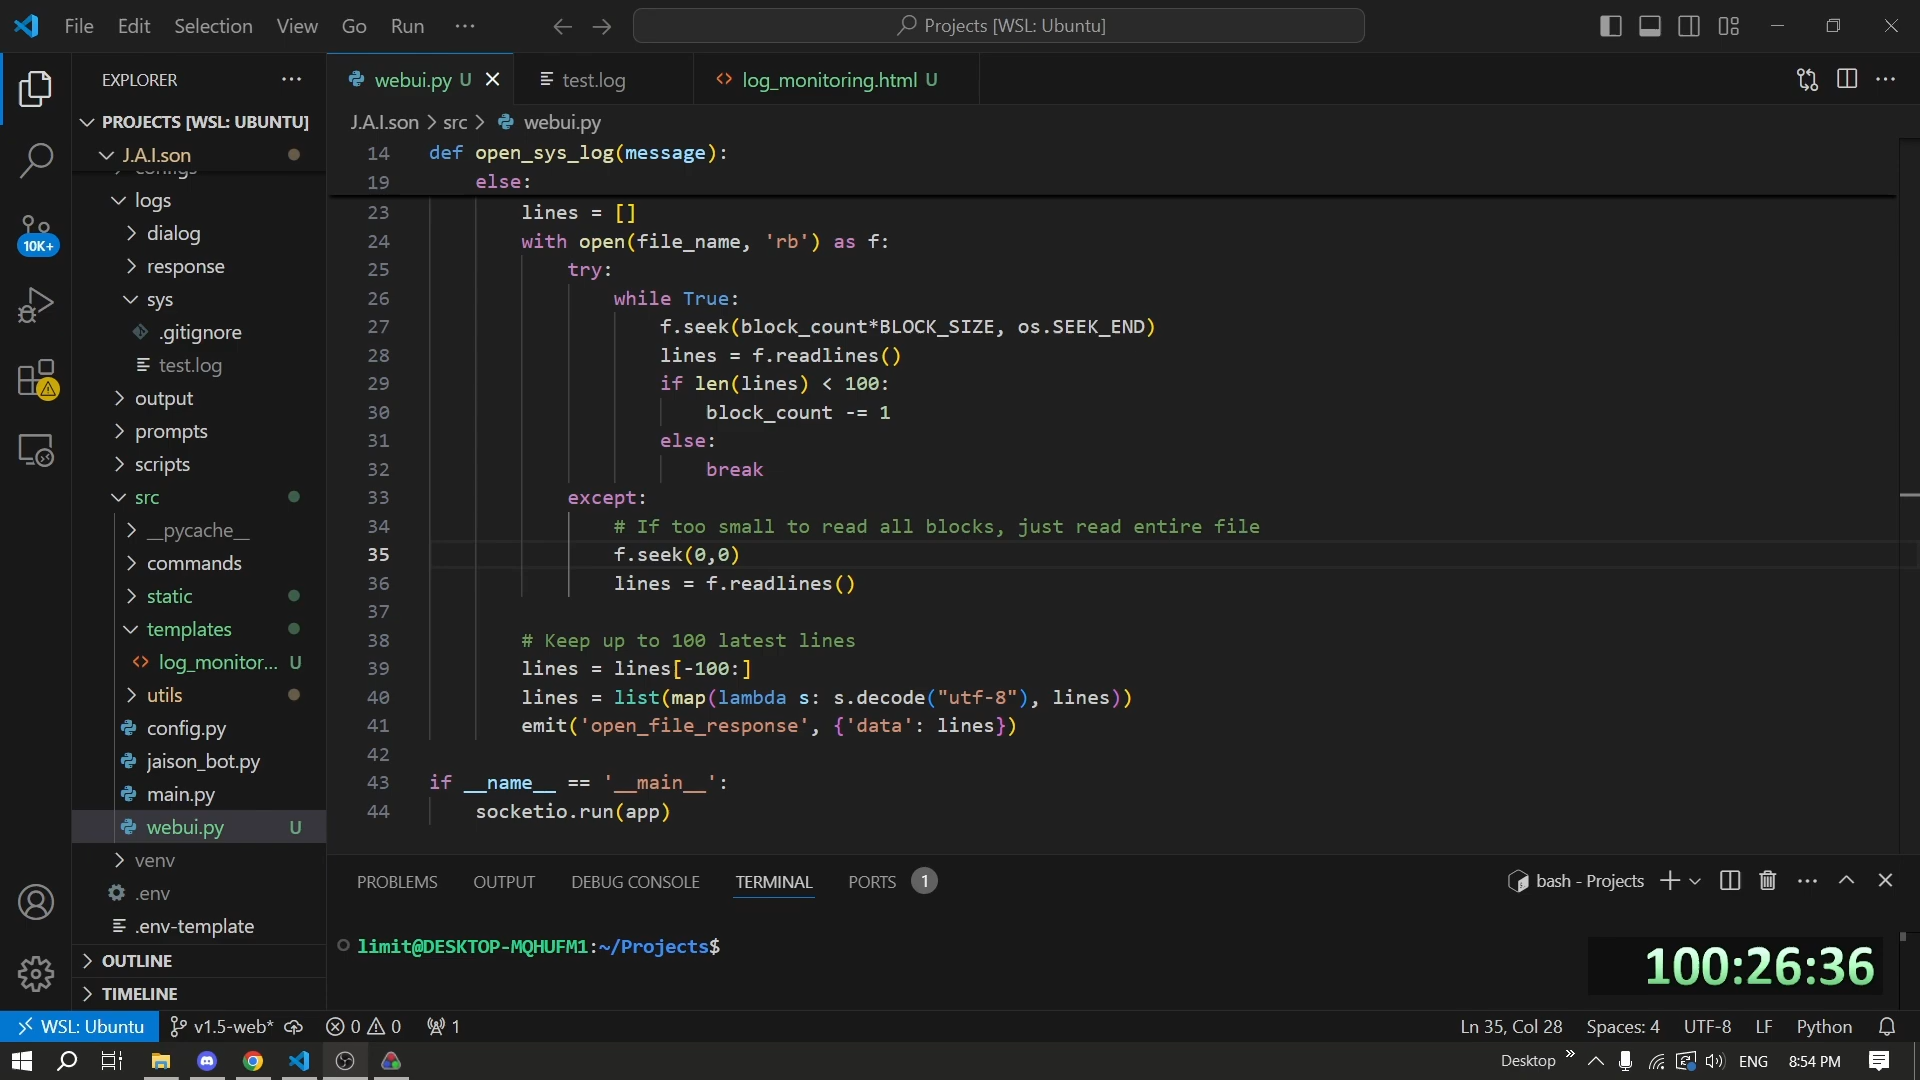 File Edit Selection View Go Run ···
Projects [WSL: Ubuntu]
EXPLORER
webui.py U
test.log
log_monitoring.html U
PROJECTS [WSL: UBUNTU]
J.A.I.son > src > webui.py
J.A.I.son
configs
logs
dialog
response
sys
.gitignore
test.log
output
prompts
scripts
src
__pycache__
commands
static
templates
log_monitor... U
utils
config.py
jaison_bot.py
main.py
webui.py U
venv
.env
.env-template
OUTLINE
TIMELINE
10K+
14 def open_sys_log(message):
19 else:
23 lines = []
24 with open(file_name, 'rb') as f:
25 try:
26 while True:
27 f.seek(block_count*BLOCK_SIZE, os.SEEK_END)
28 lines = f.readlines()
29 if len(lines) < 100:
30 block_count -= 1
31 else:
32 break
33 except:
34 # If too small to read all blocks, just read entire file
35 f.seek(0,0)
36 lines = f.readlines()
37
38 # Keep up to 100 latest lines
39 lines = lines[-100:]
40 lines = list(map(lambda s: s.decode("utf-8"), lines))
41 emit('open_file_response', {'data': lines})
42
43 if __name__ == '__main__':
44 socketio.run(app)
PROBLEMS OUTPUT DEBUG CONSOLE TERMINAL PORTS 1
bash - Projects
limit@DESKTOP-MQHUFM1:~/Projects$
100:26:36
WSL: Ubuntu v1.5-web* 0 0 1
Ln 35, Col 28 Spaces: 4 UTF-8 LF Python
Desktop » ENG 8:54 PM